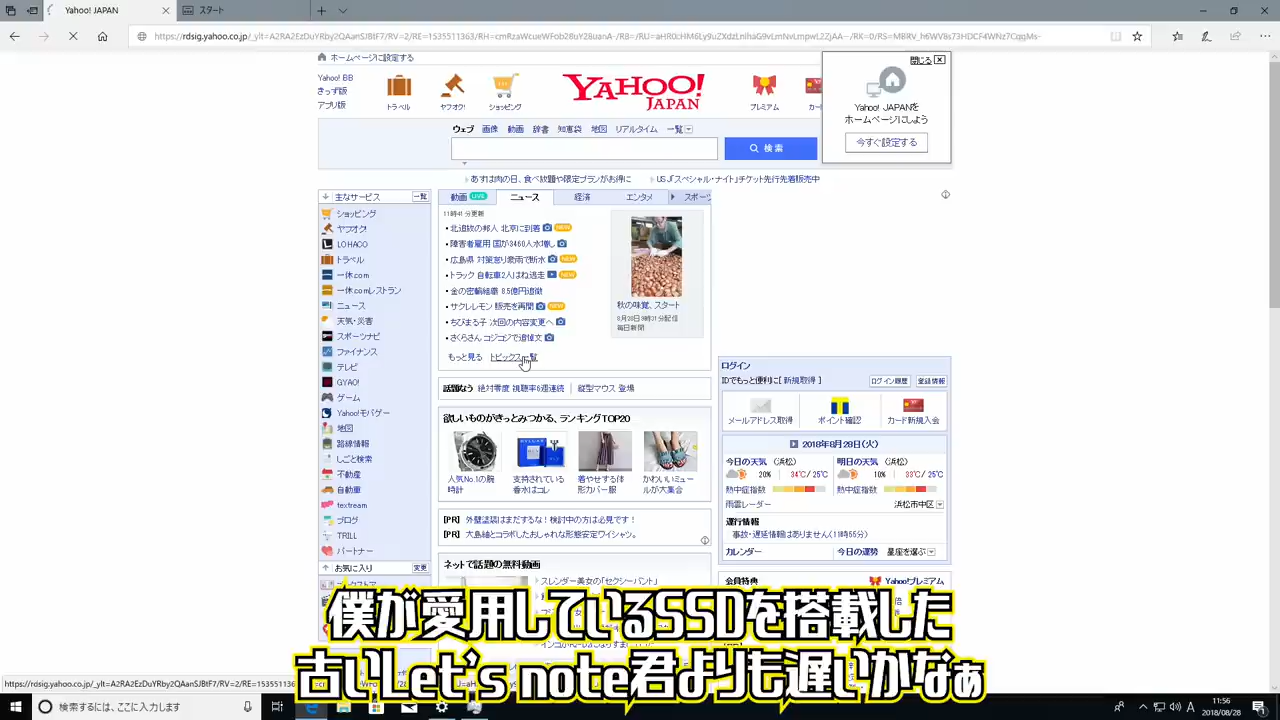 Yahoo! JAPAN
スタート
ホームページに設定する
Yahoo! BB
きっず版
アプリ版
トラベル
ヤフオク!
ショッピング
YAHOO!
JAPAN
プレミアム
カード
閉じる
Yahoo! JAPANを
ホームページにしよう
今すぐ設定する
ウェブ 画像 動画 辞書 知恵袋 地図 リアルタイム 一覧
検索
あすは肉の日、食べ放題や限定プランがお得に
USJ「スペシャル・ナイト」チケット先行先着販売中
主なサービス 一覧
ショッピング
ヤフオク!
LOHACO
トラベル
一休.com
一休.comレストラン
ニュース
天気・災害
スポーツナビ
ファイナンス
テレビ
GYAO!
ゲーム
Yahoo!モバゲー
地図
路線情報
しごと検索
不動産
自動車
textream
ブログ
TRILL
パートナー
お気に入り 変更
動画 LIVE ニュース 経済 エンタメ スポーツ
11時41分更新
北追放の邦人 北京に到着 NEW
障害者雇用 国が3460人水増し
広島県 対策怠り豪雨で断水 NEW
トラック 自転車2人はね逃走 NEW
金の密輸組織 8.5億円追徴
サクレレモン 販売を再開 NEW
ちびまる子 次回の内容変更へ
さくらさん コジコジで追悼文
もっと見る トピックス一覧
秋の味覚、スタート
8月28日9時31分配信
毎日新聞
話題なう 絶対零度 視聴率6週連続 縦型マウス 登場
欲しいものがきっとみつかる、ランキングTOP20
人気No.1の腕時計
支持されている香水はコレ
着やせする体形カバー服
かわいいミュールが大集合
[PR] 外壁塗装はまだするな！検討中の方は必見です！
[PR] 大島紬とコラボしたおしゃれな形態安定ワイシャツ。
ネットで話題の無料動画
スレンダー美女の「セクシーパント」
ログイン
IDでもっと便利に[ 新規取得 ]
ログイン履歴
登録情報
メールアドレス取得
ポイント確認
カード新規入会
2018年8月28日(火)
今日の天気 (浜松)
20% 34℃/25℃
熱中症指数
明日の天気 (浜松)
10% 33℃/25℃
熱中症指数
雨雲レーダー 浜松市中区
運行情報
事故・遅延情報はありません(11時55分)
カレンダー 今日の運勢 星座を選ぶ
会員特典 Yahoo!プレミアム
僕が愛用しているSSDを搭載した
古いLet's note君よりも遅いかなぁ
検索するには、ここに入力します
11:56
2018/08/28